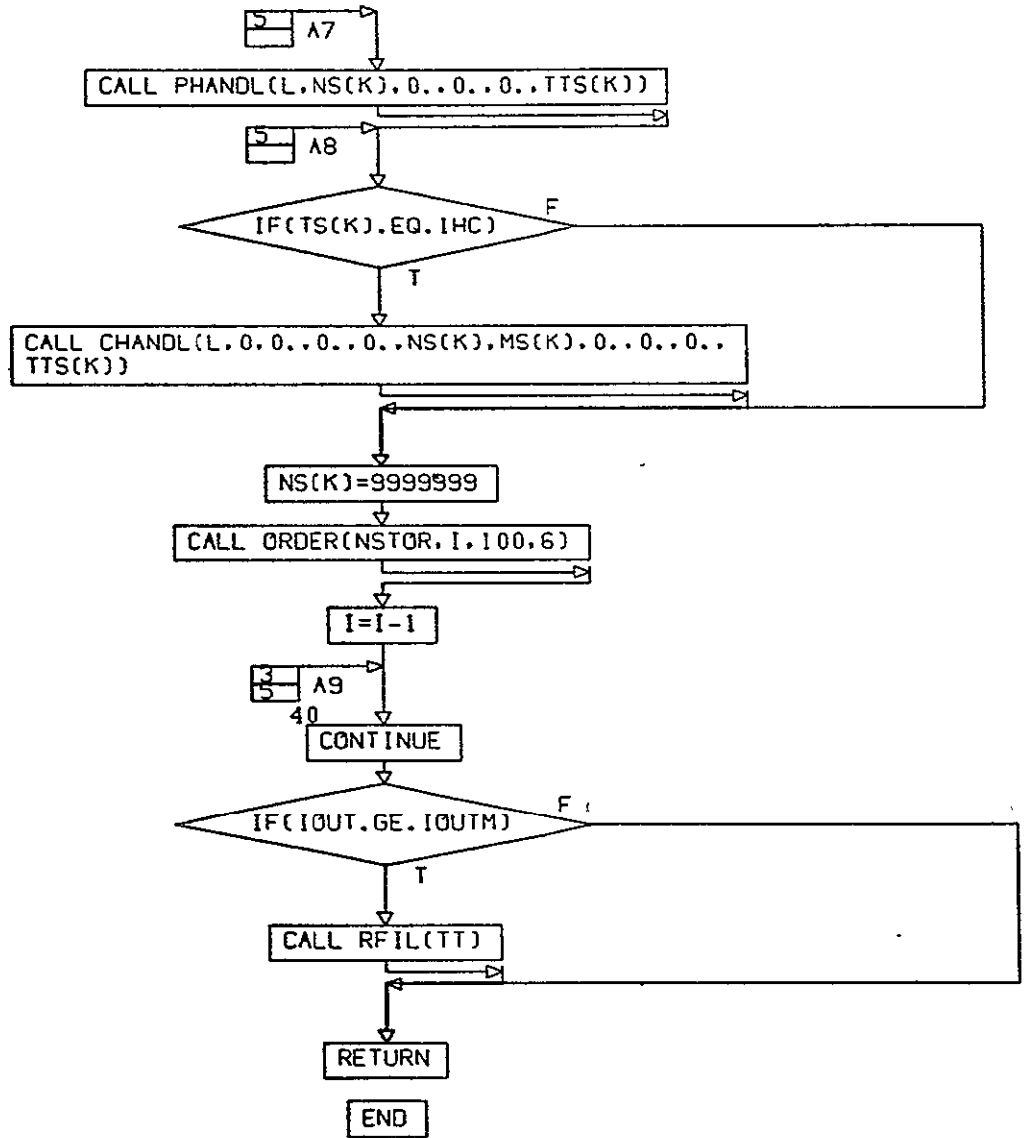 5 A7
CALL PHANDL(L,NS(K),0.,0.,0.,TTS(K))
5 A8
IF(TS(K).EQ.IHC)
F
T
CALL CHANDL(L,0,0.,0.,0.,NS(K),MS(K),0.,0.,0.,
TTS(K))
NS(K)=9999999
CALL ORDER(NSTOR,I,100,6)
I=I-1
3
5 A9
40
CONTINUE
IF(IOUT.GE.IOUTM)
F
T
CALL RFIL(TT)
RETURN
END